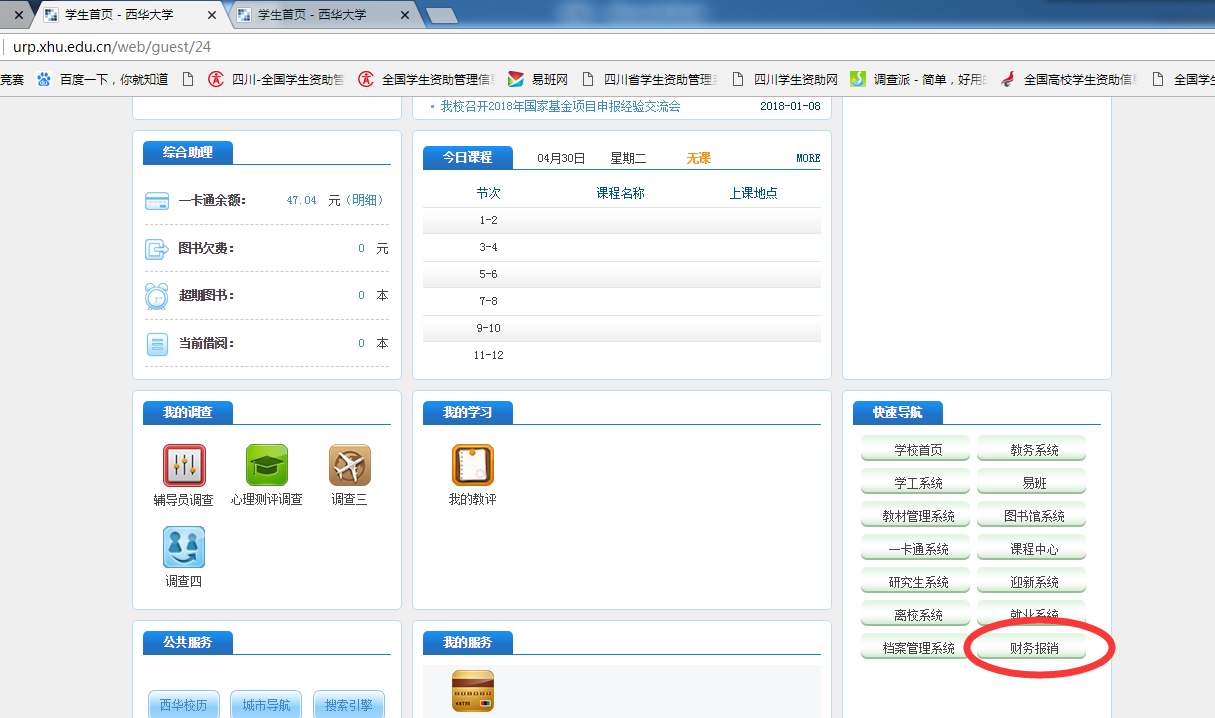 学生首页 - 西华大学
学生首页 - 西华大学
urp.xhu.edu.cn/web/guest/24
竞赛
百度一下，你就知道
四川-全国学生资助管
全国学生资助管理信息
易班网
四川省学生资助管理
四川学生资助网
调查派 - 简单，好用
全国高校学生资助信息
全国学生
我校召开2018年国家基金项目申报经验交流会 2018-01-08
综合助理
一卡通余额： 47.04 元（明细）
图书欠费： 0 元
超期图书： 0 本
当前借阅： 0 本
今日课程 04月30日 星期二 无课 MORE
节次 课程名称 上课地点
1-2
3-4
5-6
7-8
9-10
11-12
我的调查
辅导员调查 心理测评调查 调查三
调查四
我的学习
我的教评
快速导航
学校首页 教务系统
学工系统 易班
教材管理系统 图书馆系统
一卡通系统 课程中心
研究生系统 迎新系统
离校系统 就业系统
档案管理系统 财务报销
公共服务
西华校历 城市导航 搜索引擎
我的服务